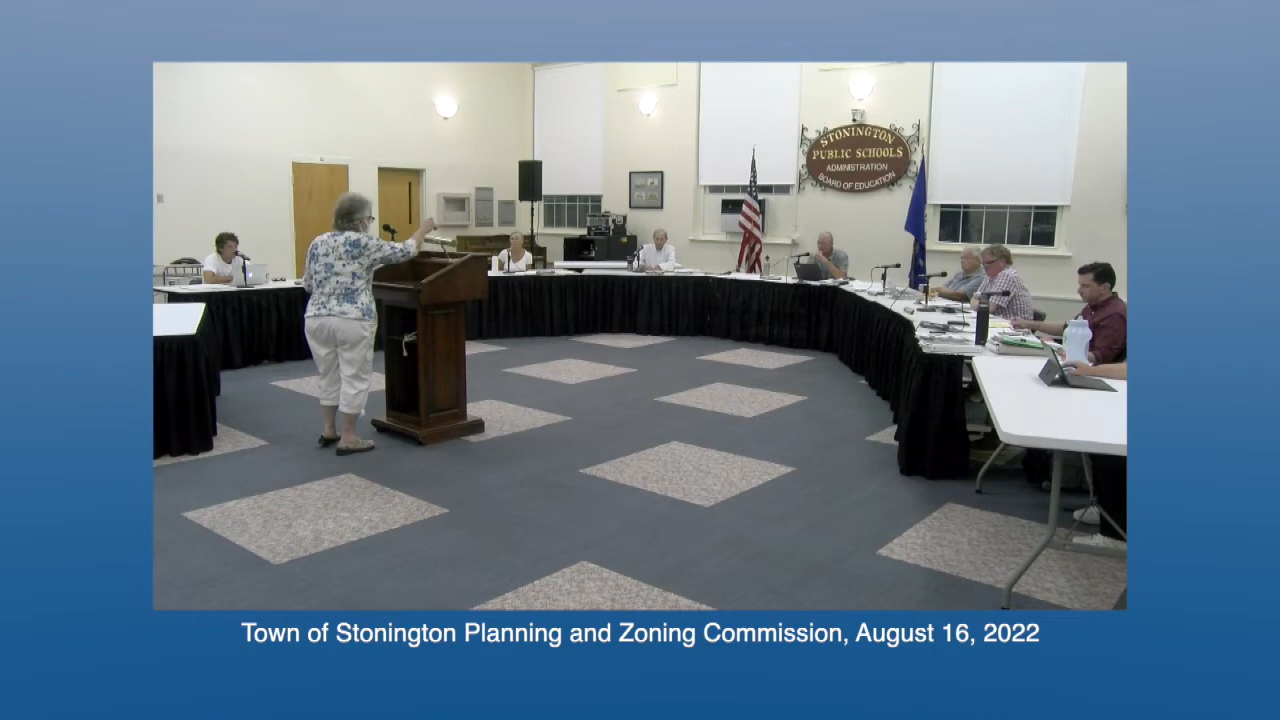 STONINGTON
PUBLIC SCHOOLS
ADMINISTRATION
BOARD OF EDUCATION
Town of Stonington Planning and Zoning Commission, August 16, 2022